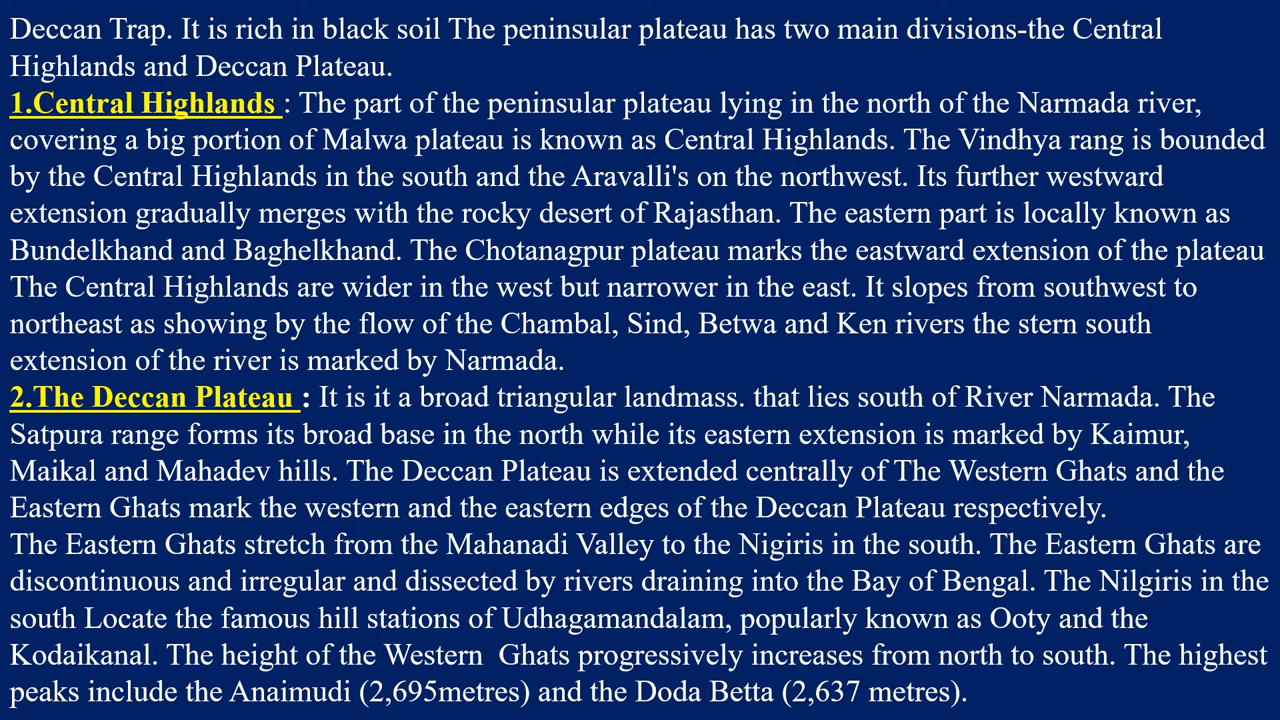 Deccan Trap. It is rich in black soil The peninsular plateau has two main divisions-the Central
Highlands and Deccan Plateau.
1.Central Highlands : The part of the peninsular plateau lying in the north of the Narmada river,
covering a big portion of Malwa plateau is known as Central Highlands. The Vindhya rang is bounded
by the Central Highlands in the south and the Aravalli's on the northwest. Its further westward
extension gradually merges with the rocky desert of Rajasthan. The eastern part is locally known as
Bundelkhand and Baghelkhand. The Chotanagpur plateau marks the eastward extension of the plateau
The Central Highlands are wider in the west but narrower in the east. It slopes from southwest to
northeast as showing by the flow of the Chambal, Sind, Betwa and Ken rivers the stern south
extension of the river is marked by Narmada.
2.The Deccan Plateau : It is it a broad triangular landmass. that lies south of River Narmada. The
Satpura range forms its broad base in the north while its eastern extension is marked by Kaimur,
Maikal and Mahadev hills. The Deccan Plateau is extended centrally of The Western Ghats and the
Eastern Ghats mark the western and the eastern edges of the Deccan Plateau respectively.
The Eastern Ghats stretch from the Mahanadi Valley to the Nigiris in the south. The Eastern Ghats are
discontinuous and irregular and dissected by rivers draining into the Bay of Bengal. The Nilgiris in the
south Locate the famous hill stations of Udhagamandalam, popularly known as Ooty and the
Kodaikanal. The height of the Western  Ghats progressively increases from north to south. The highest
peaks include the Anaimudi (2,695metres) and the Doda Betta (2,637 metres).